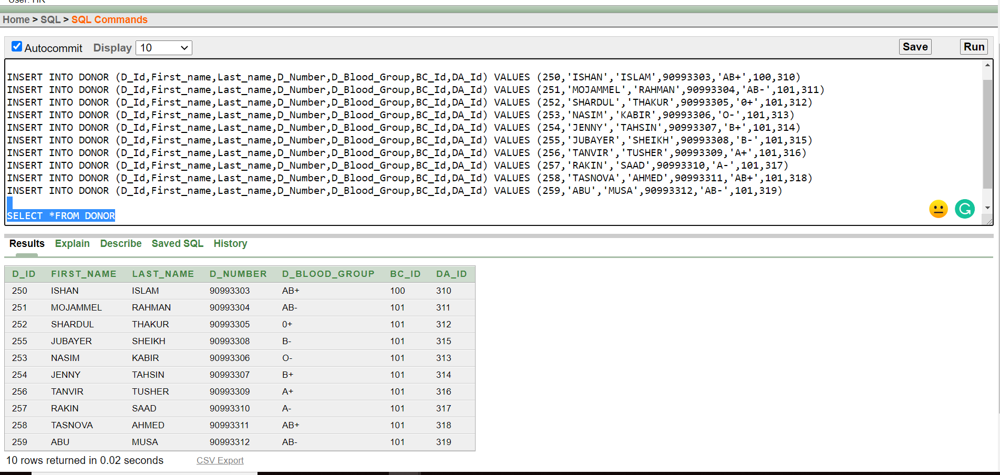 User: HR
Home > SQL > SQL Commands
Autocommit Display 10 Save Run
INSERT INTO DONOR (D_Id,First_name,Last_name,D_Number,D_Blood_Group,BC_Id,DA_Id) VALUES (250,'ISHAN','ISLAM',90993303,'AB+',100,310)
INSERT INTO DONOR (D_Id,First_name,Last_name,D_Number,D_Blood_Group,BC_Id,DA_Id) VALUES (251,'MOJAMMEL','RAHMAN',90993304,'AB-',101,311)
INSERT INTO DONOR (D_Id,First_name,Last_name,D_Number,D_Blood_Group,BC_Id,DA_Id) VALUES (252,'SHARDUL','THAKUR',90993305,'0+',101,312)
INSERT INTO DONOR (D_Id,First_name,Last_name,D_Number,D_Blood_Group,BC_Id,DA_Id) VALUES (253,'NASIM','KABIR',90993306,'O-',101,313)
INSERT INTO DONOR (D_Id,First_name,Last_name,D_Number,D_Blood_Group,BC_Id,DA_Id) VALUES (254,'JENNY','TAHSIN',90993307,'B+',101,314)
INSERT INTO DONOR (D_Id,First_name,Last_name,D_Number,D_Blood_Group,BC_Id,DA_Id) VALUES (255,'JUBAYER','SHEIKH',90993308,'B-',101,315)
INSERT INTO DONOR (D_Id,First_name,Last_name,D_Number,D_Blood_Group,BC_Id,DA_Id) VALUES (256,'TANVIR','TUSHER',90993309,'A+',101,316)
INSERT INTO DONOR (D_Id,First_name,Last_name,D_Number,D_Blood_Group,BC_Id,DA_Id) VALUES (257,'RAKIN','SAAD',90993310,'A-',101,317)
INSERT INTO DONOR (D_Id,First_name,Last_name,D_Number,D_Blood_Group,BC_Id,DA_Id) VALUES (258,'TASNOVA','AHMED',90993311,'AB+',101,318)
INSERT INTO DONOR (D_Id,First_name,Last_name,D_Number,D_Blood_Group,BC_Id,DA_Id) VALUES (259,'ABU','MUSA',90993312,'AB-',101,319)
SELECT *FROM DONOR
Results Explain Describe Saved SQL History
D_ID FIRST_NAME LAST_NAME D_NUMBER D_BLOOD_GROUP BC_ID DA_ID
250 ISHAN ISLAM 90993303 AB+ 100 310
251 MOJAMMEL RAHMAN 90993304 AB- 101 311
252 SHARDUL THAKUR 90993305 0+ 101 312
255 JUBAYER SHEIKH 90993308 B- 101 315
253 NASIM KABIR 90993306 O- 101 313
254 JENNY TAHSIN 90993307 B+ 101 314
256 TANVIR TUSHER 90993309 A+ 101 316
257 RAKIN SAAD 90993310 A- 101 317
258 TASNOVA AHMED 90993311 AB+ 101 318
259 ABU MUSA 90993312 AB- 101 319
10 rows returned in 0.02 seconds CSV Export